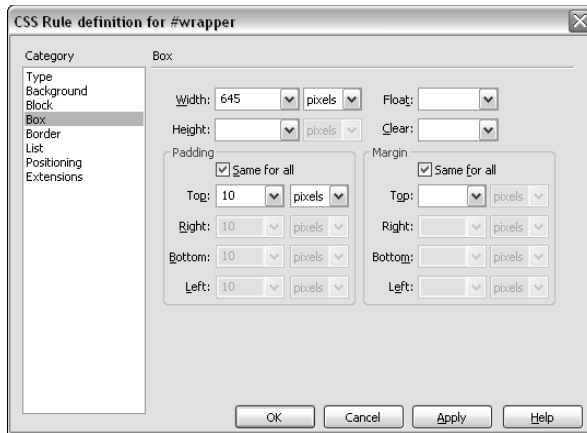 CSS Rule definition for #wrapper
Category
Type
Background
Block
Box
Border
List
Positioning
Extensions
Box
Width: 645 pixels Float:
Height: pixels Clear:
Padding Margin
Same for all Same for all
Top: 10 pixels Top: pixels
Right: 10 pixels Right: pixels
Bottom: 10 pixels Bottom: pixels
Left: 10 pixels Left: pixels
OK Cancel Apply Help